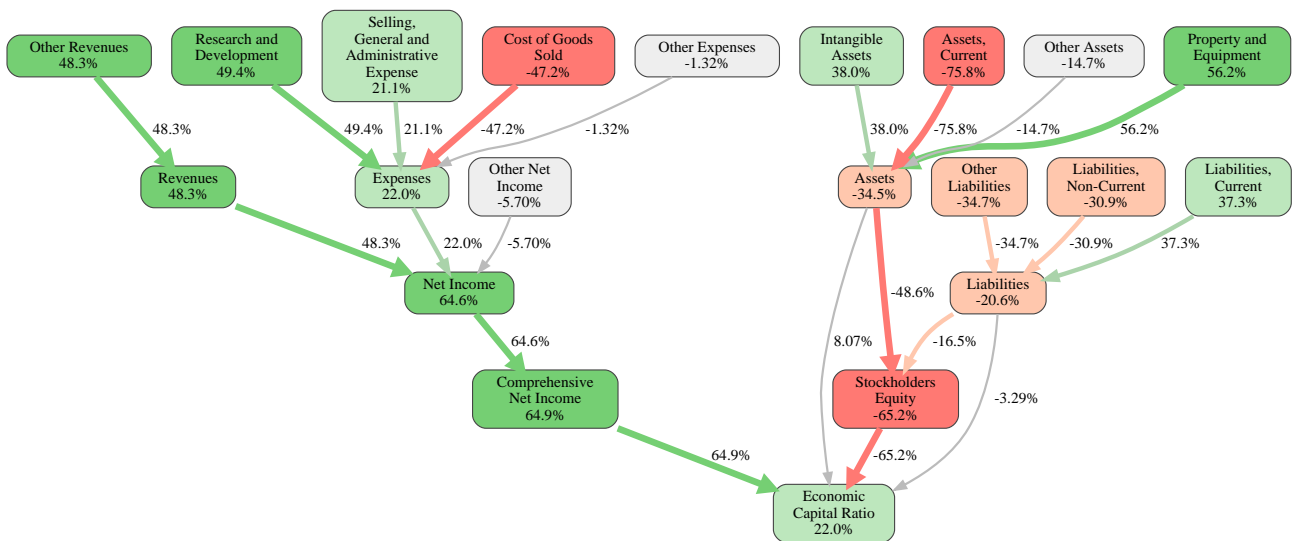 Other Revenues
48.3%
Research and
Development
49.4%
Selling,
General and
Administrative
Expense
21.1%
Cost of Goods
Sold
-47.2%
Other Expenses
-1.32%
Intangible
Assets
38.0%
Assets,
Current
-75.8%
Other Assets
-14.7%
Property and
Equipment
56.2%
48.3%
49.4%
21.1%
-47.2%
-1.32%
38.0%
-75.8%
-14.7%
56.2%
Revenues
48.3%
Expenses
22.0%
Other Net
Income
-5.70%
Assets
-34.5%
Other
Liabilities
-34.7%
Liabilities,
Non-Current
-30.9%
Liabilities,
Current
37.3%
48.3%
22.0%
-5.70%
-34.7%
-30.9%
37.3%
Net Income
64.6%
-48.6%
Liabilities
-20.6%
64.6%
8.07%
-16.5%
Comprehensive
Net Income
64.9%
Stockholders
Equity
-65.2%
-3.29%
64.9%
-65.2%
Economic
Capital Ratio
22.0%